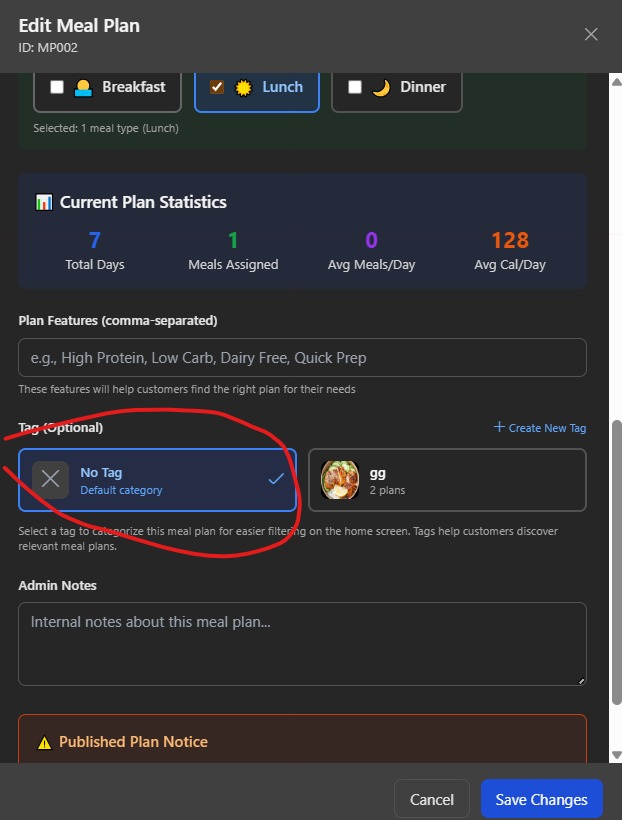 Edit Meal Plan
ID: MP002
Breakfast Lunch Dinner
Selected: 1 meal type (Lunch)
Current Plan Statistics
7 1 0 128
Total Days Meals Assigned Avg Meals/Day Avg Cal/Day
Plan Features (comma-separated)
e.g., High Protein, Low Carb, Dairy Free, Quick Prep
These features will help customers find the right plan for their needs
Tag (Optional) + Create New Tag
No Tag gg
Default category 2 plans
Select a tag to categorize this meal plan for easier filtering on the home screen. Tags help customers discover
relevant meal plans.
Admin Notes
Internal notes about this meal plan...
Published Plan Notice
Cancel Save Changes